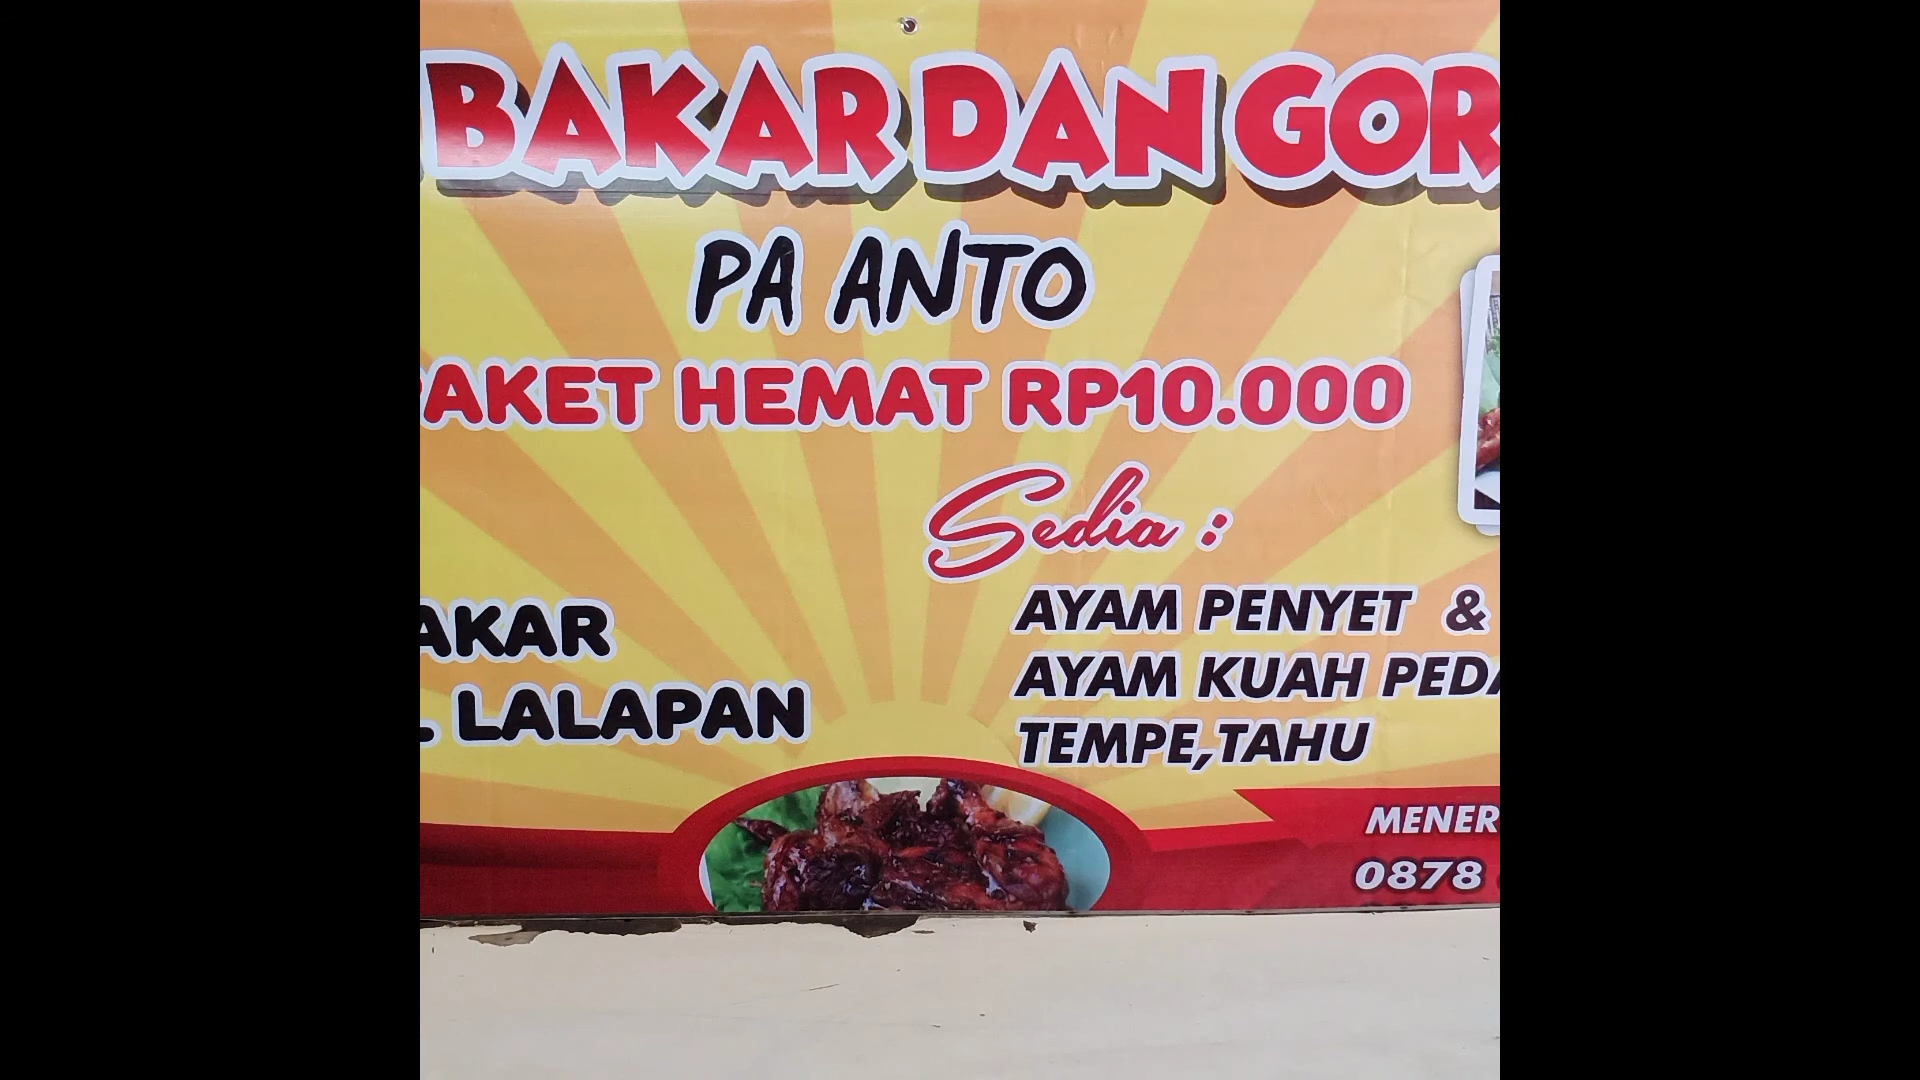 BAKAR DAN GOR
PA ANTO
PAKET HEMAT RP10.000
Sedia :
AKAR
LALAPAN
AYAM PENYET &
AYAM KUAH PEDA
TEMPE,TAHU
MENER
0878